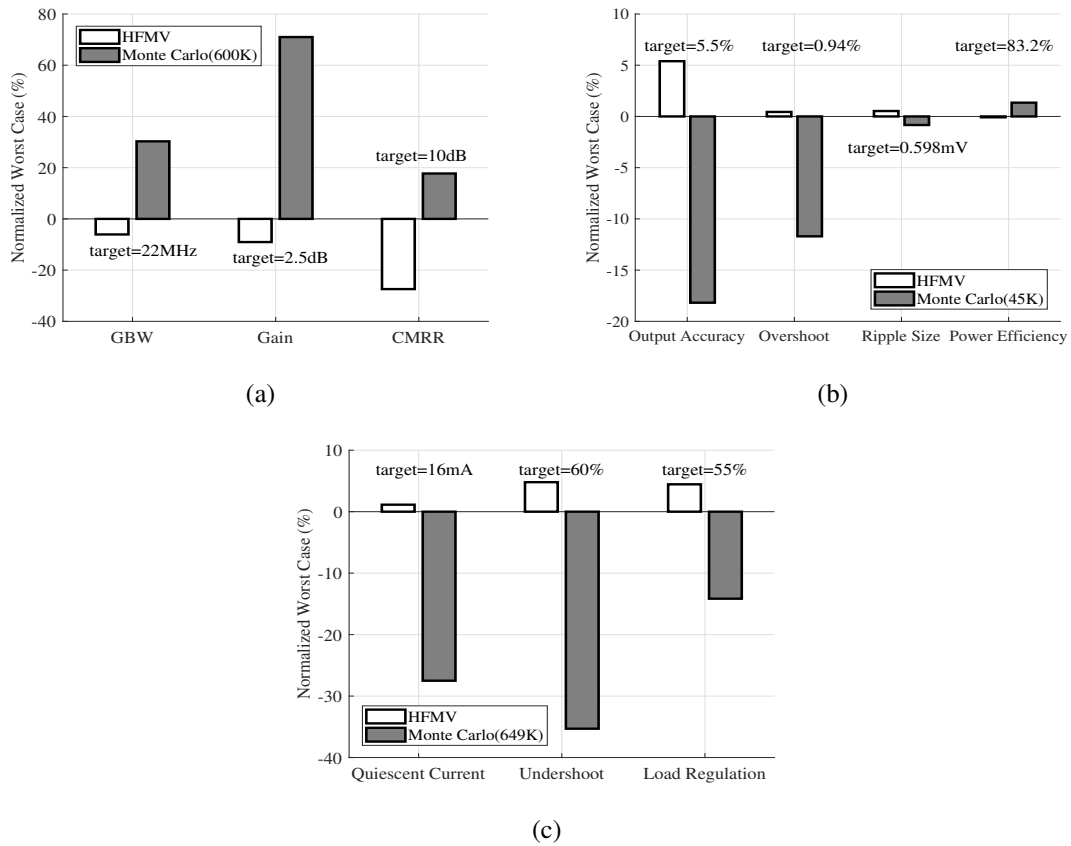 80
60
40
20
0
-20
-40
Normalized Worst Case (%)
HFMV
Monte Carlo(600K)
target=22MHz
target=2.5dB
target=10dB
GBW
Gain
CMRR
(a)
10
5
0
-5
-10
-15
-20
Normalized Worst Case (%)
target=5.5%
target=0.94%
target=83.2%
target=0.598mV
HFMV
Monte Carlo(45K)
Output Accuracy
Overshoot
Ripple Size
Power Efficiency
(b)
10
0
-10
-20
-30
-40
Normalized Worst Case (%)
target=16mA
target=60%
target=55%
HFMV
Monte Carlo(649K)
Quiescent Current
Undershoot
Load Regulation
(c)